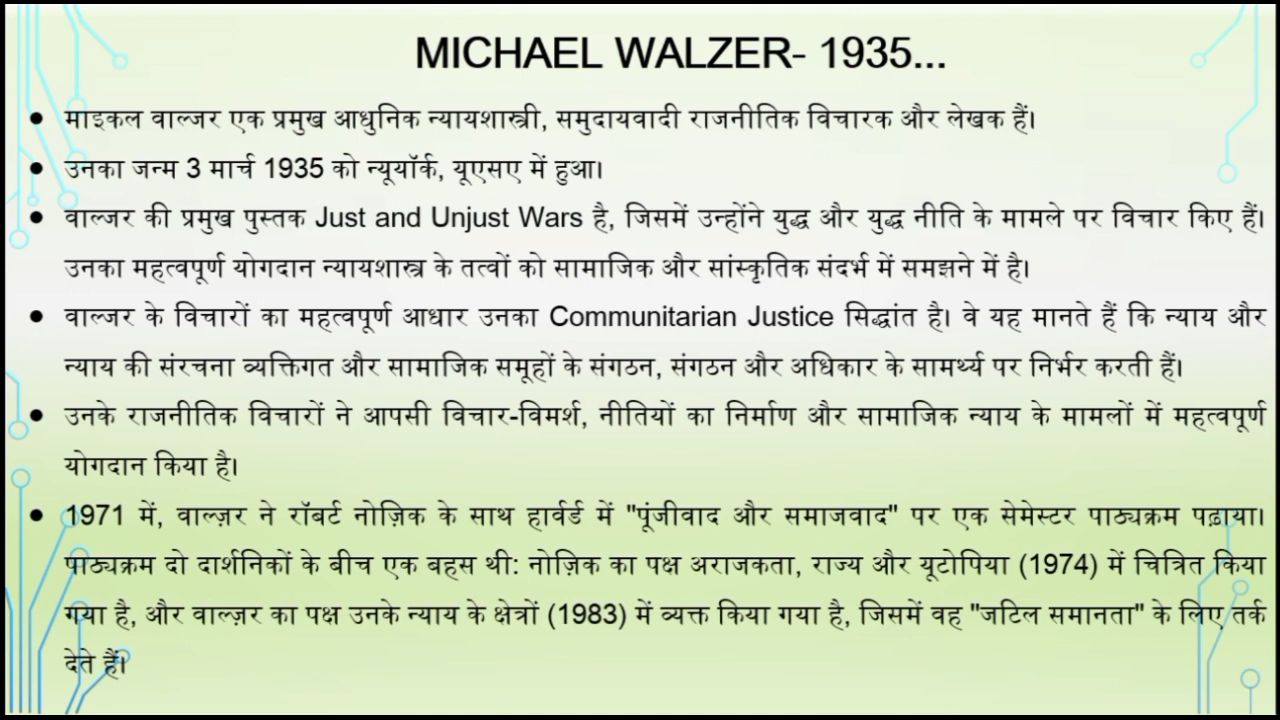 MICHAEL WALZER- 1935...
• माइकल वाल्जर एक प्रमुख आधुनिक न्यायशास्त्री, समुदायवादी राजनीतिक विचारक और लेखक हैं।
• उनका जन्म 3 मार्च 1935 को न्यूयॉर्क, यूएसए में हुआ।
• वाल्जर की प्रमुख पुस्तक Just and Unjust Wars है, जिसमें उन्होंने युद्ध और युद्ध नीति के मामले पर विचार किए हैं।
उनका महत्वपूर्ण योगदान न्यायशास्त्र के तत्वों को सामाजिक और सांस्कृतिक संदर्भ में समझने में है।
• वाल्जर के विचारों का महत्वपूर्ण आधार उनका Communitarian Justice सिद्धांत है। वे यह मानते हैं कि न्याय और
न्याय की संरचना व्यक्तिगत और सामाजिक समूहों के संगठन, संगठन और अधिकार के सामर्थ्य पर निर्भर करती हैं।
• उनके राजनीतिक विचारों ने आपसी विचार-विमर्श, नीतियों का निर्माण और सामाजिक न्याय के मामलों में महत्वपूर्ण
योगदान किया है।
• 1971 में, वाल्ज़र ने रॉबर्ट नोज़िक के साथ हार्वर्ड में "पूंजीवाद और समाजवाद" पर एक सेमेस्टर पाठ्यक्रम पढ़ाया।
पाठ्यक्रम दो दार्शनिकों के बीच एक बहस थी: नोज़िक का पक्ष अराजकता, राज्य और यूटोपिया (1974) में चित्रित किया
गया है, और वाल्ज़र का पक्ष उनके न्याय के क्षेत्रों (1983) में व्यक्त किया गया है, जिसमें वह "जटिल समानता" के लिए तर्क
देते हैं।